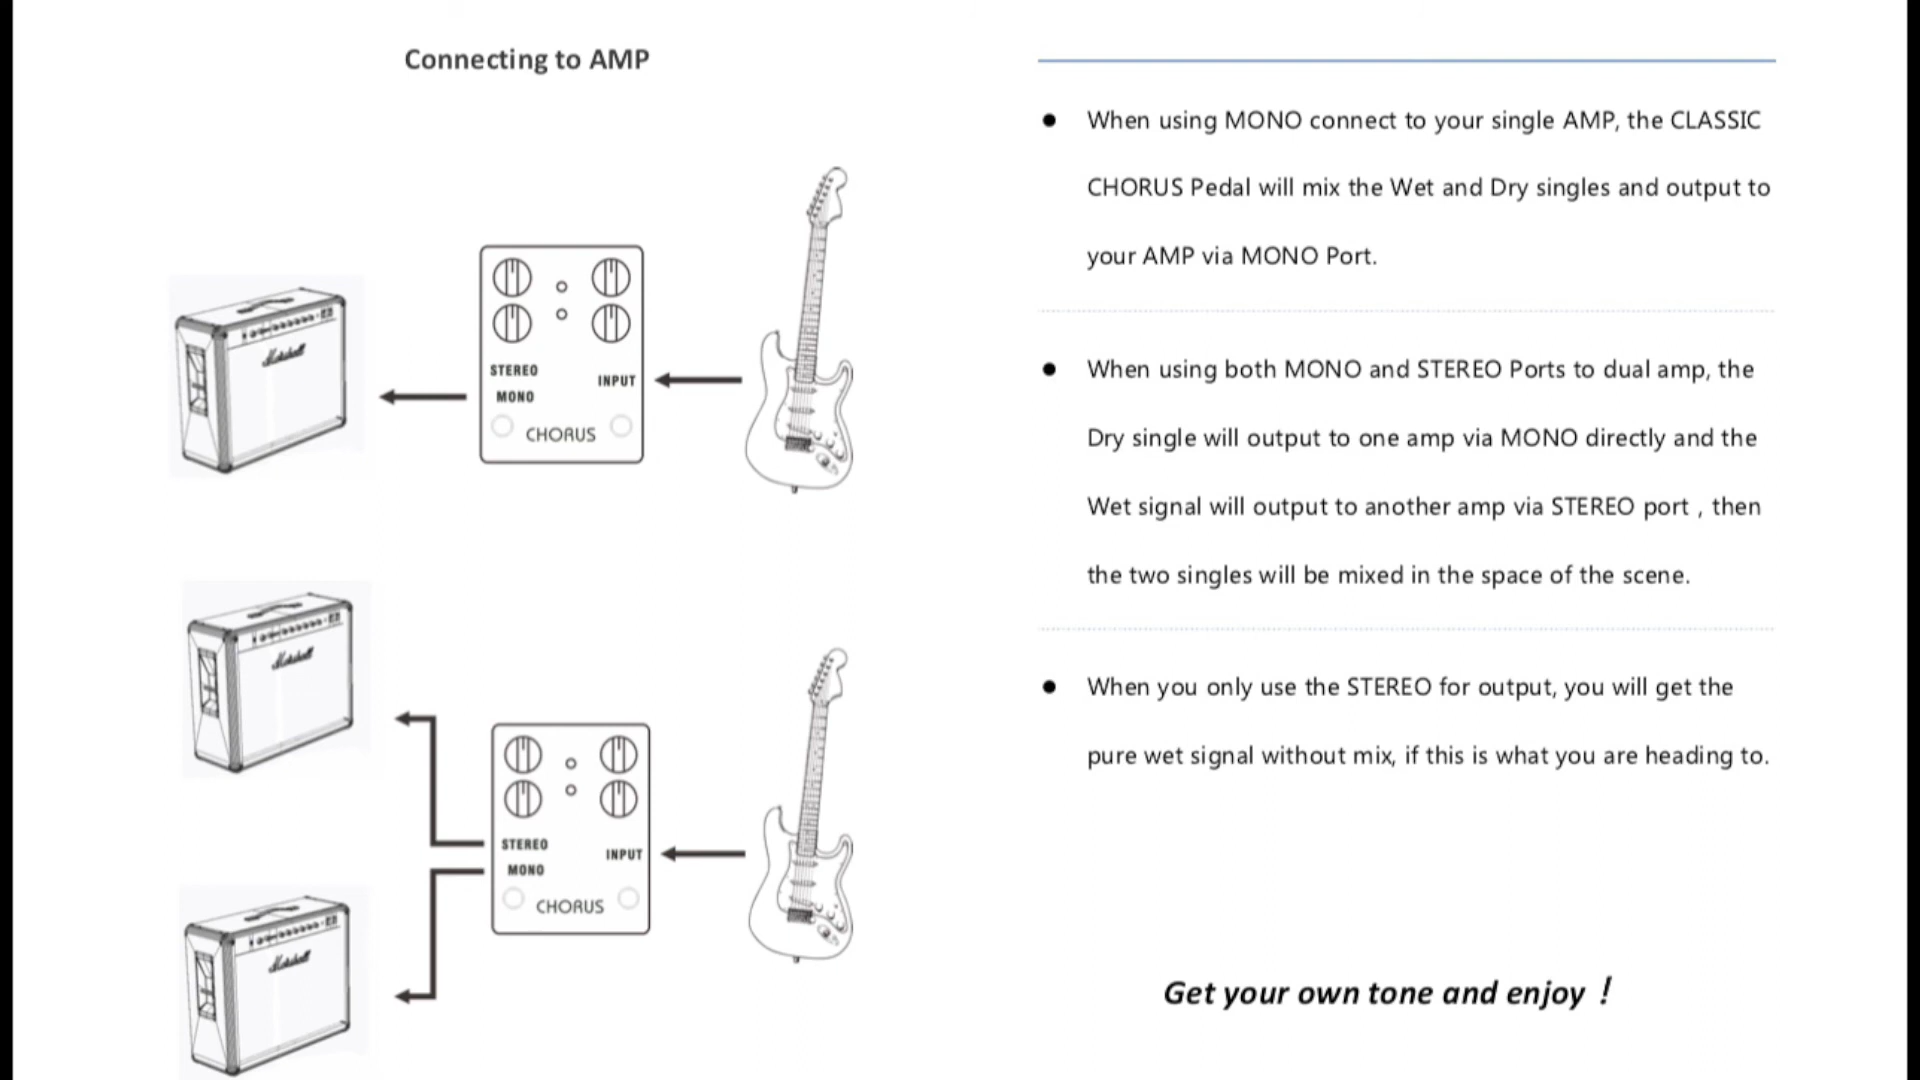 Connecting to AMP
Marshall
STEREO
MONO
INPUT
CHORUS
Marshall
STEREO
MONO
INPUT
CHORUS
Marshall
● When using MONO connect to your single AMP, the CLASSIC
CHORUS Pedal will mix the Wet and Dry singles and output to
your AMP via MONO Port.
● When using both MONO and STEREO Ports to dual amp, the
Dry single will output to one amp via MONO directly and the
Wet signal will output to another amp via STEREO port , then
the two singles will be mixed in the space of the scene.
● When you only use the STEREO for output, you will get the
pure wet signal without mix, if this is what you are heading to.
Get your own tone and enjoy！